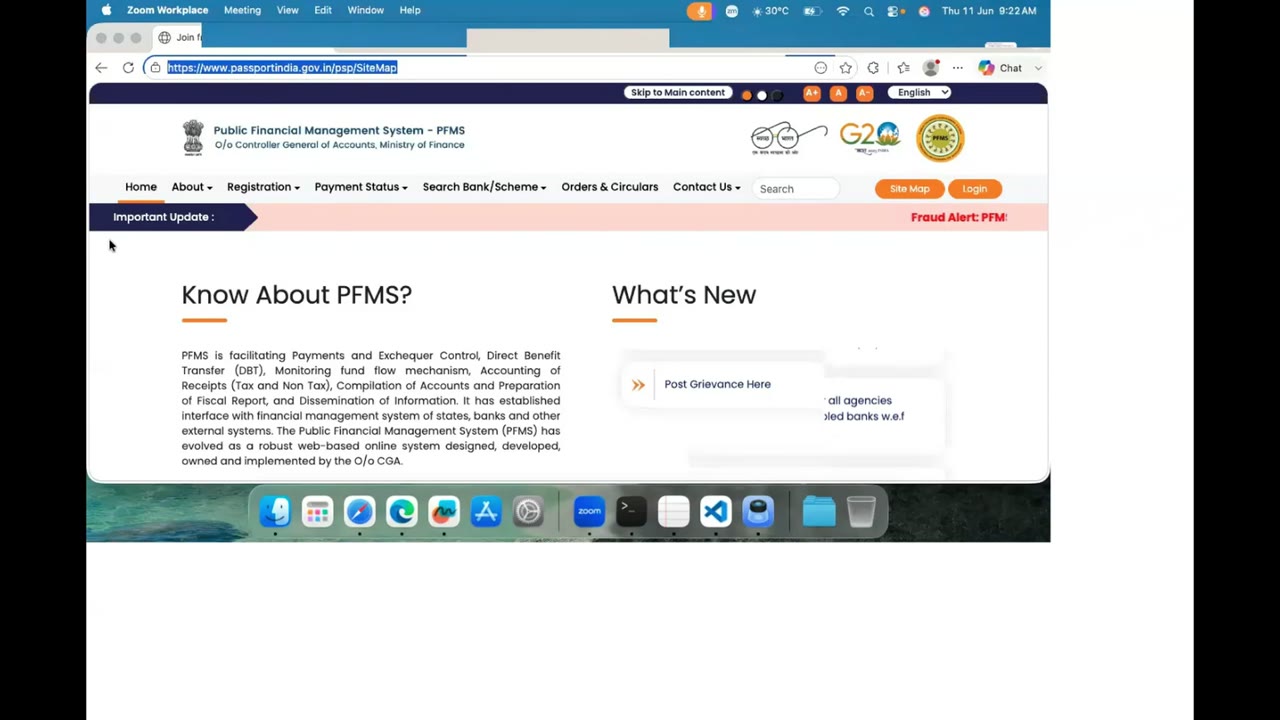 Zoom Workplace Meeting View Edit Window Help
zm 30°C Thu 11 Jun 9:22 AM
Join f
https://www.passportindia.gov.in/psp/SiteMap
Chat
Skip to Main content A+ A A- English
Public Financial Management System - PFMS
O/o Controller General of Accounts, Ministry of Finance
स्वच्छ भारत
G20
PFMS
Home About Registration Payment Status Search Bank/Scheme Orders & Circulars Contact Us Search Site Map Login
Important Update :
Fraud Alert: PFM
Know About PFMS?
PFMS is facilitating Payments and Exchequer Control, Direct Benefit
Transfer (DBT), Monitoring fund flow mechanism, Accounting of
Receipts (Tax and Non Tax), Compilation of Accounts and Preparation
of Fiscal Report, and Dissemination of Information. It has established
interface with financial management system of states, banks and other
external systems. The Public Financial Management System (PFMS) has
evolved as a robust web-based online system designed, developed,
owned and implemented by the O/o CGA.
What's New
Post Grievance Here
all agencies
led banks w.e.f
zoom